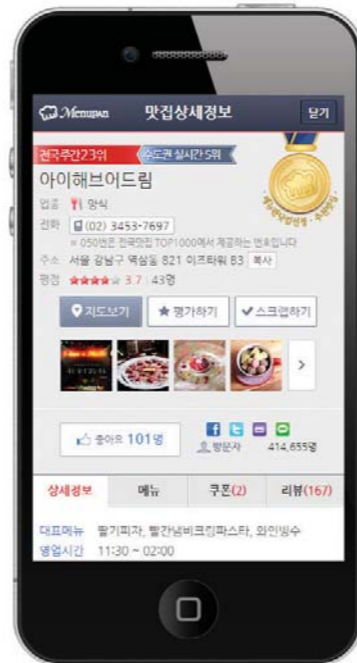 Menupan 맛집상세정보 닫기
전국주간23위 수도권 실시간 5위
아이해브어드림
업종 양식
전화 (02) 3453-7697
※ 050번은 전국맛집 TOP1000에서 제공하는 번호입니다
주소 서울 강남구 역삼동 821 이즈타워 B3 복사
평점 ★★★★☆ 3.7 | 43명
지도보기 ★ 평가하기 ✔스크랩하기
좋아요 101명
방문자 414,655명
상세정보 메뉴 쿠폰(2) 리뷰(167)
대표메뉴 딸기피자, 빨간냄비크림파스타, 와인빙수
영업시간 11:30 ~ 02:00